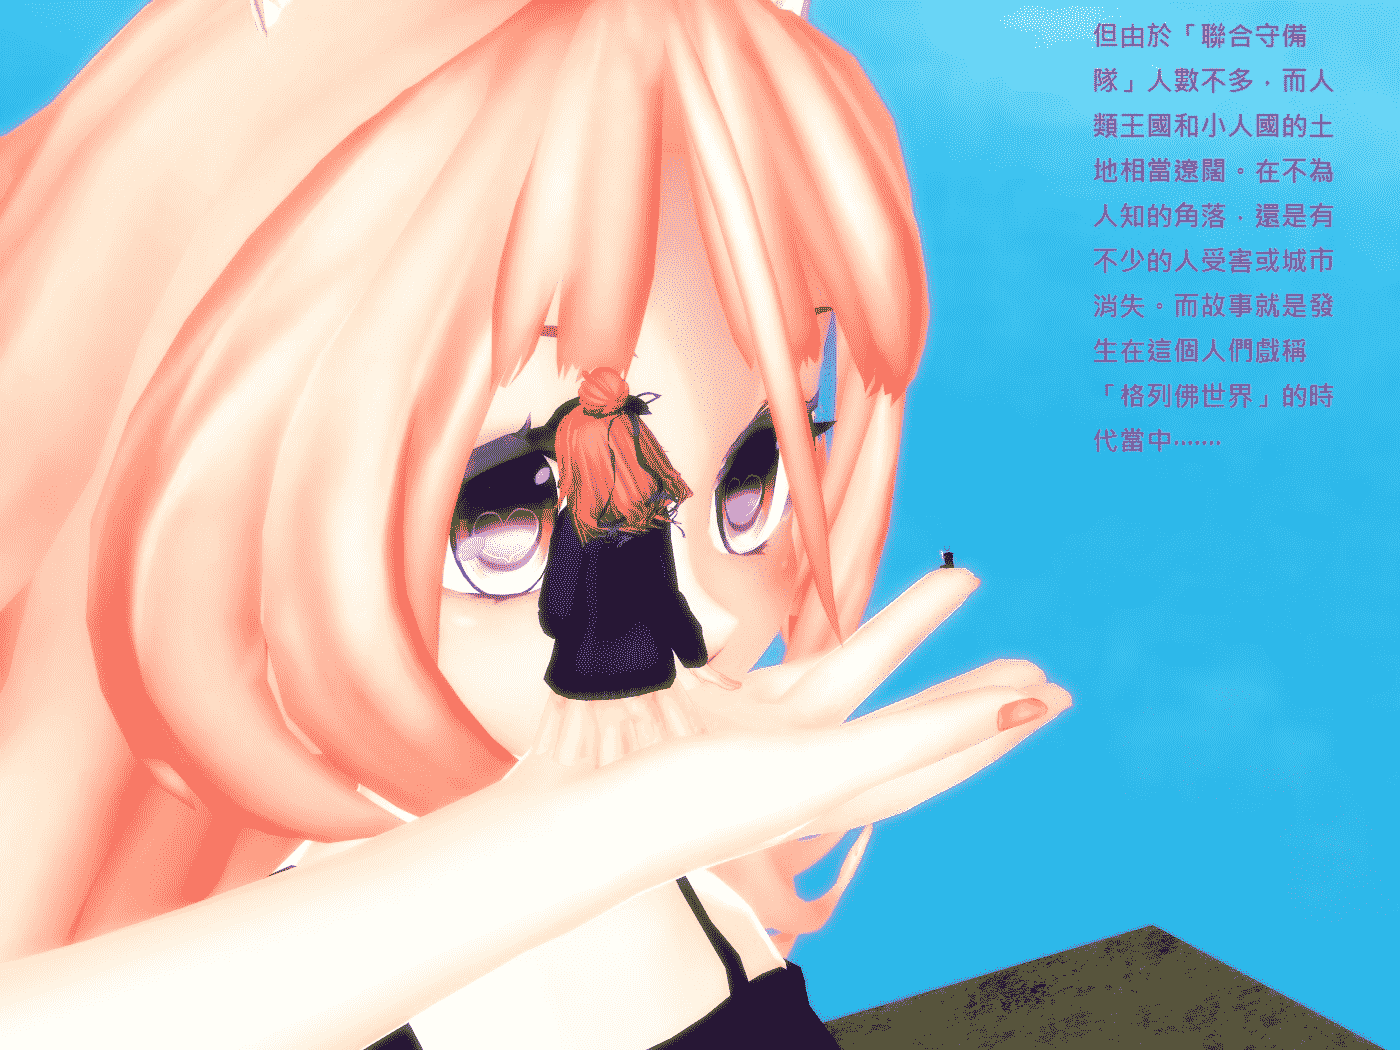 但由於「聯合守備
隊」人數不多，而人
類王國和小人國的土
地相當遼闊。在不為
人知的角落，還是有
不少的人受害或城市
消失。而故事就是發
生在這個人們戲稱
「格列佛世界」的時
代當中⋯⋯